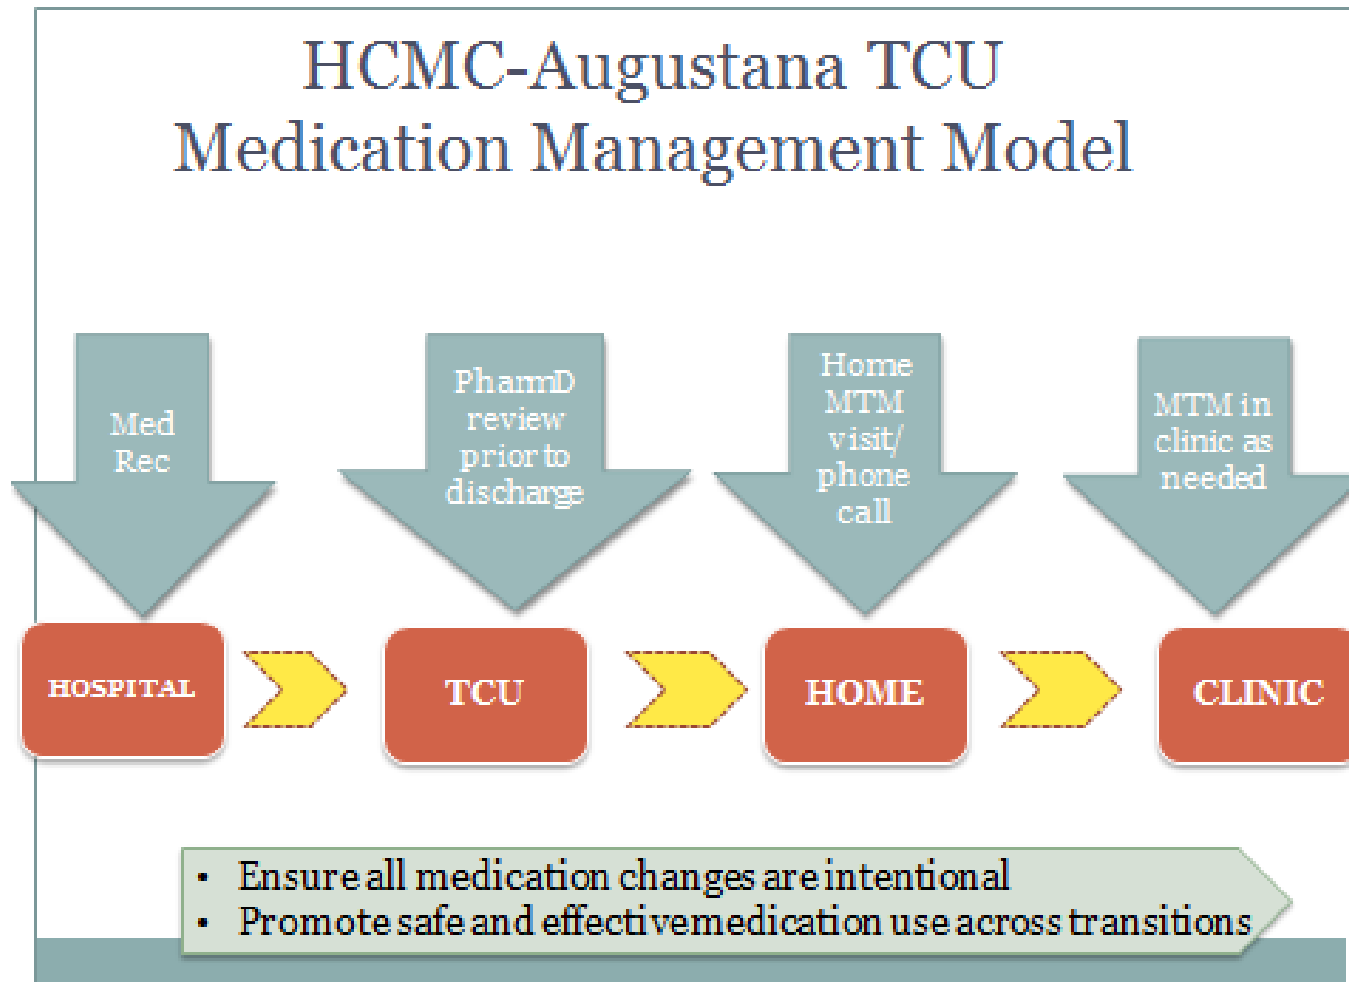 HCMC-Augustana TCU
Medication Management Model
Med
Rec
PharmD
review
prior to
discharge
Home
MTM
visit/
phone
call
MTM in
clinic as
needed
HOSPITAL
TCU
HOME
CLINIC
• Ensure all medication changes are intentional
• Promote safe and effective medication use across transitions